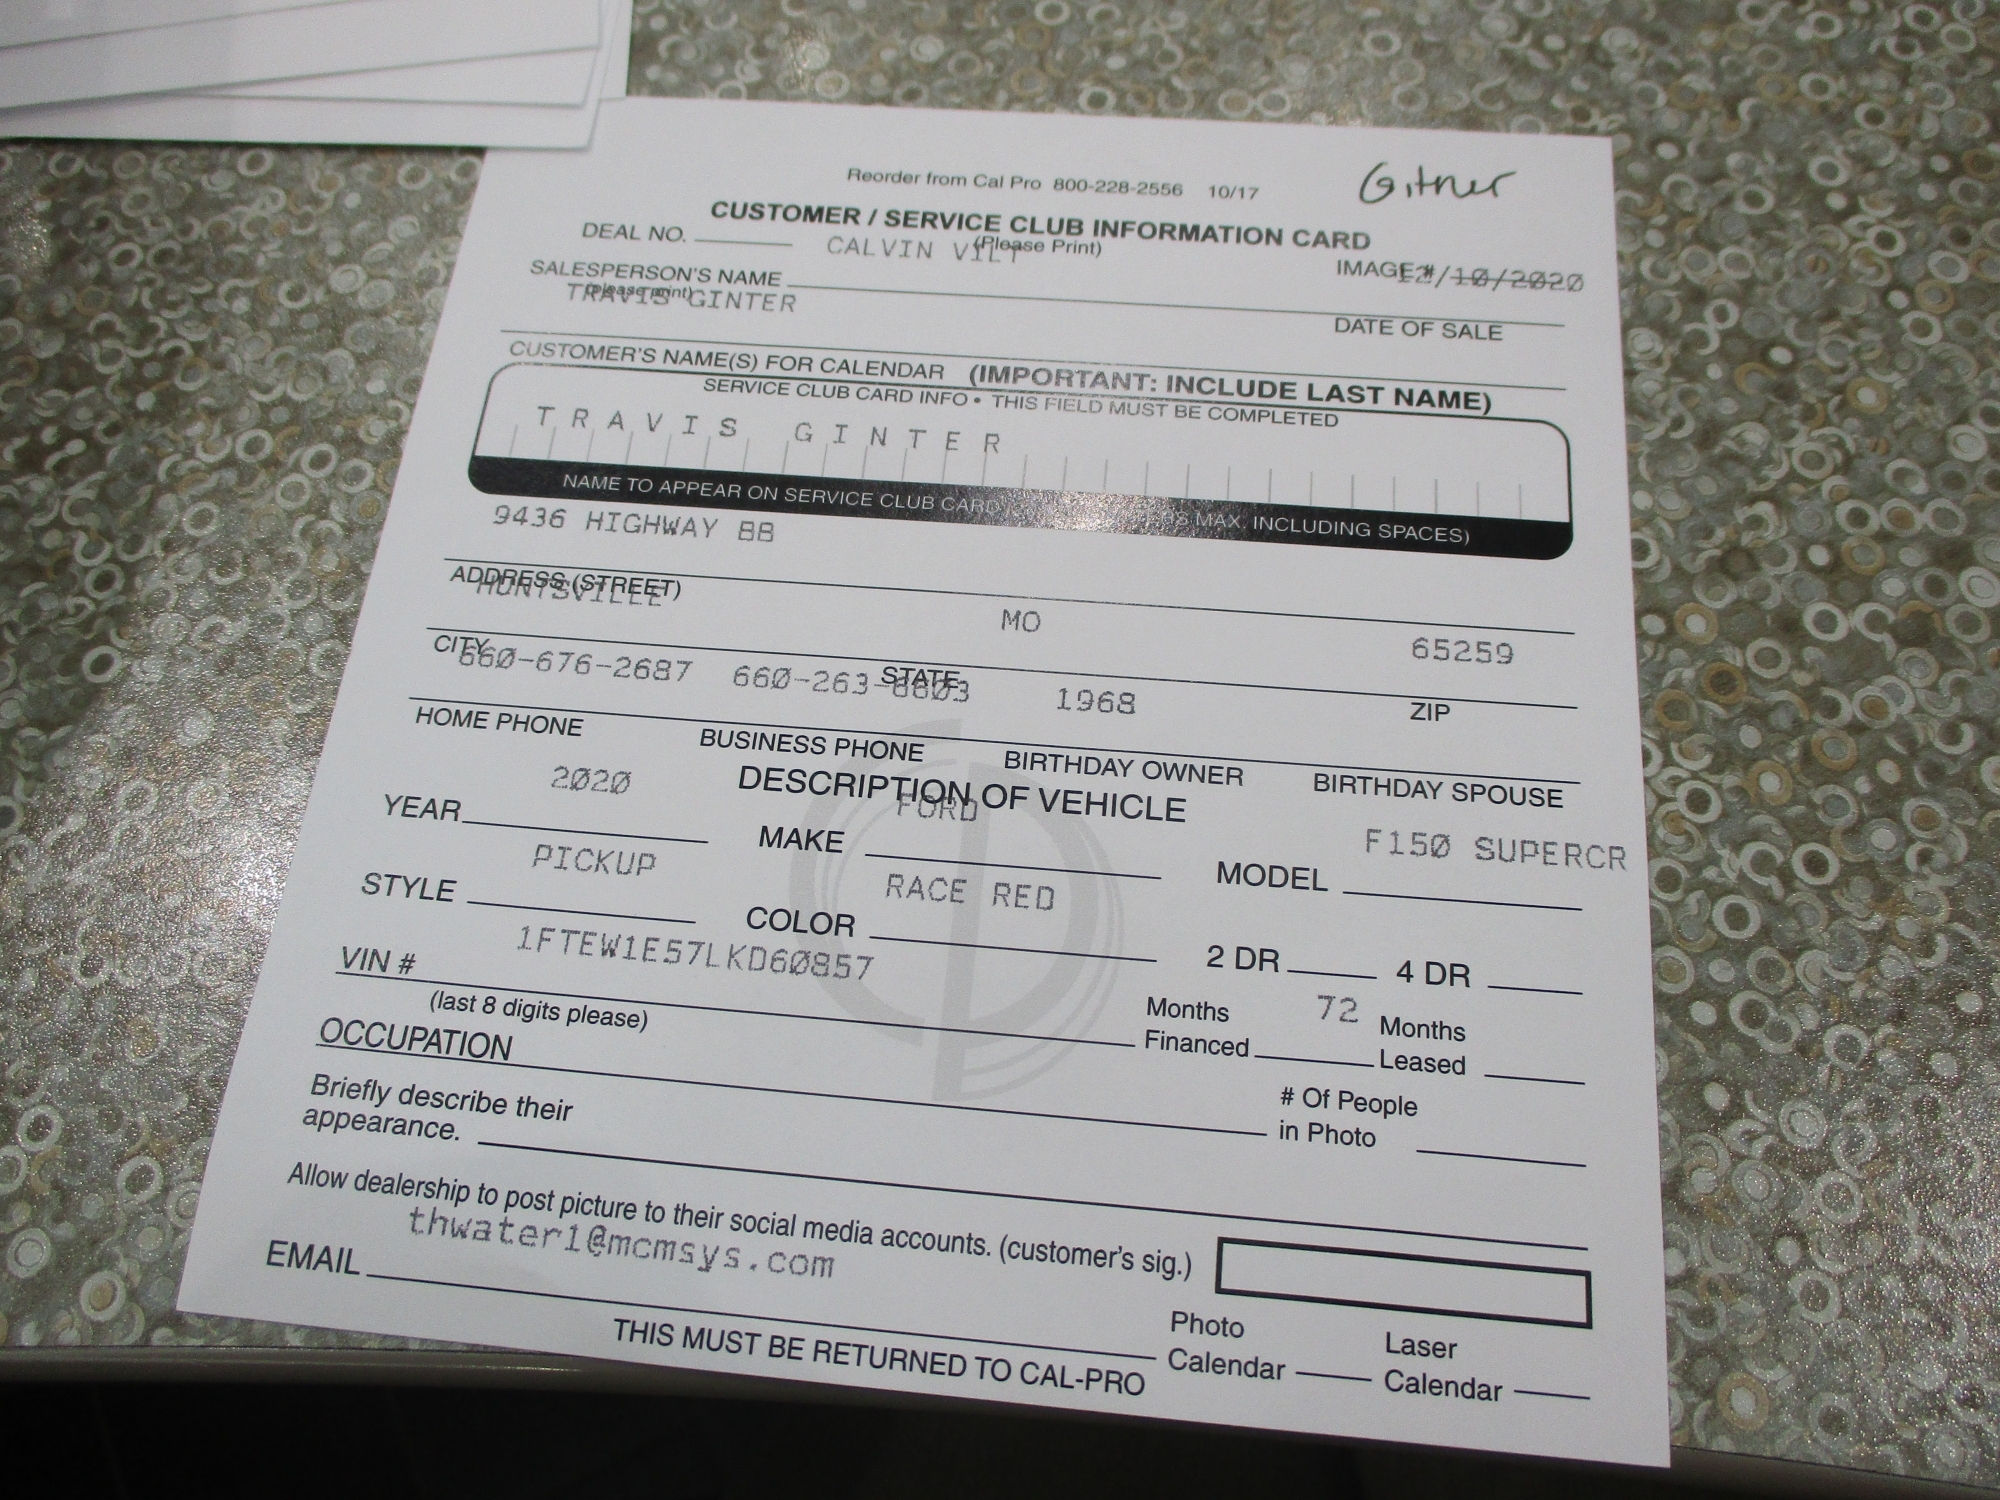 Reorder from Cal Pro 800-228-2556 10/17
Gitner
CUSTOMER / SERVICE CLUB INFORMATION CARD
(Please Print)
DEAL NO.
CALVIN VILT
IMAGE# 12/10/2020
SALESPERSON'S NAME
(please print)
TRAVIS GINTER
DATE OF SALE
CUSTOMER'S NAME(S) FOR CALENDAR (IMPORTANT: INCLUDE LAST NAME)
SERVICE CLUB CARD INFO • THIS FIELD MUST BE COMPLETED
TRAVIS GINTER
NAME TO APPEAR ON SERVICE CLUB CARD MAX. INCLUDING SPACES)
9436 HIGHWAY BB
ADDRESS (STREET)
HUNTSVILLE MO 65259
CITY STATE ZIP
660-676-2687 660-263- 1968
HOME PHONE BUSINESS PHONE BIRTHDAY OWNER BIRTHDAY SPOUSE
DESCRIPTION OF VEHICLE
YEAR 2020 MAKE FORD MODEL F150 SUPERCR
STYLE PICKUP COLOR RACE RED 2 DR 4 DR
VIN # 1FTEW1E57LKD60857
(last 8 digits please)
Months Financed 72 Months Leased
OCCUPATION
# Of People in Photo
Briefly describe their
appearance.
Allow dealership to post picture to their social media accounts. (customer's sig.)
EMAIL thwater1@mcmsys.com
Photo Calendar Laser Calendar
THIS MUST BE RETURNED TO CAL-PRO